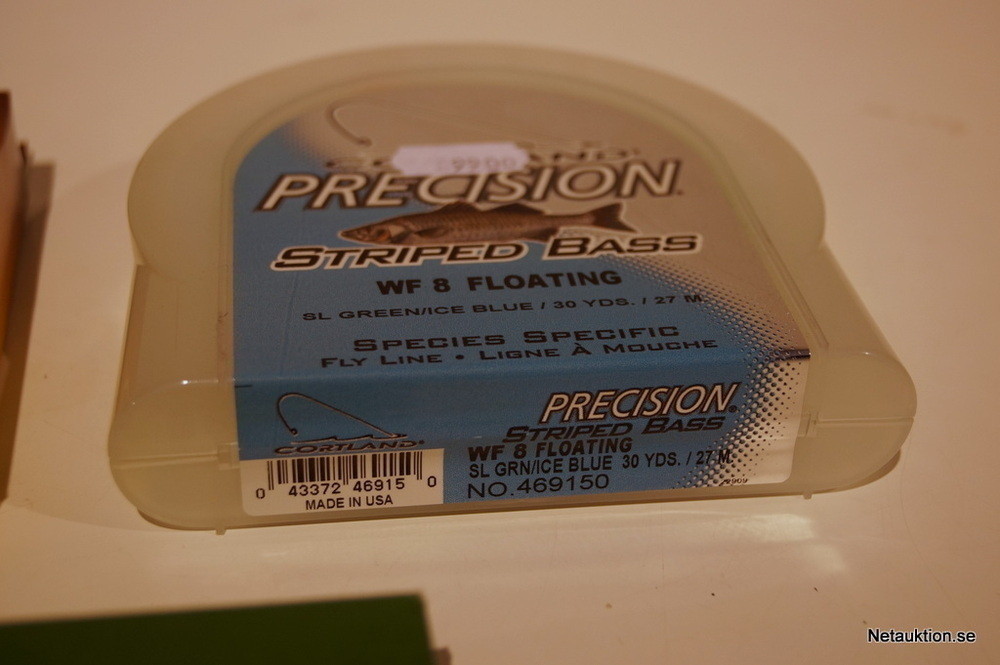 99.00
PRECISION
STRIPED BASS
WF 8 FLOATING
SL GREEN/ICE BLUE / 30 YDS. / 27 M
SPECIES SPECIFIC
FLY LINE • LIGNE À MOUCHE
PRECISION®
STRIPED BASS
WF 8 FLOATING
SL GRN/ICE BLUE 30 YDS. / 27 M
NO.469150
CORTLAND®
0 43372 46915 0
MADE IN USA
Netauktion.se